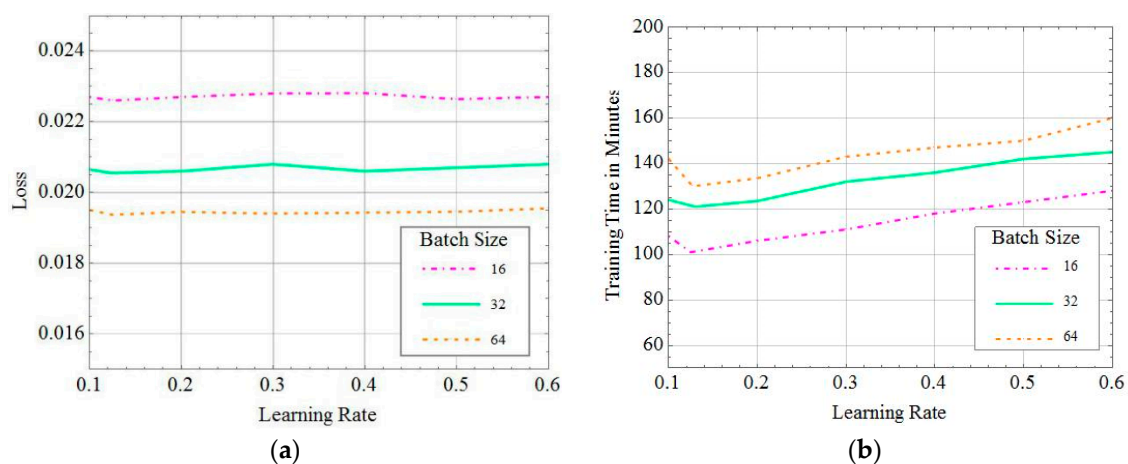 0.024
0.022
0.020
0.018
0.016
Loss
0.1 0.2 0.3 0.4 0.5 0.6
Learning Rate
Batch Size
16
32
64
(a)
200
180
160
140
120
100
80
60
Training Time in Minutes
0.1 0.2 0.3 0.4 0.5 0.6
Learning Rate
Batch Size
16
32
64
(b)